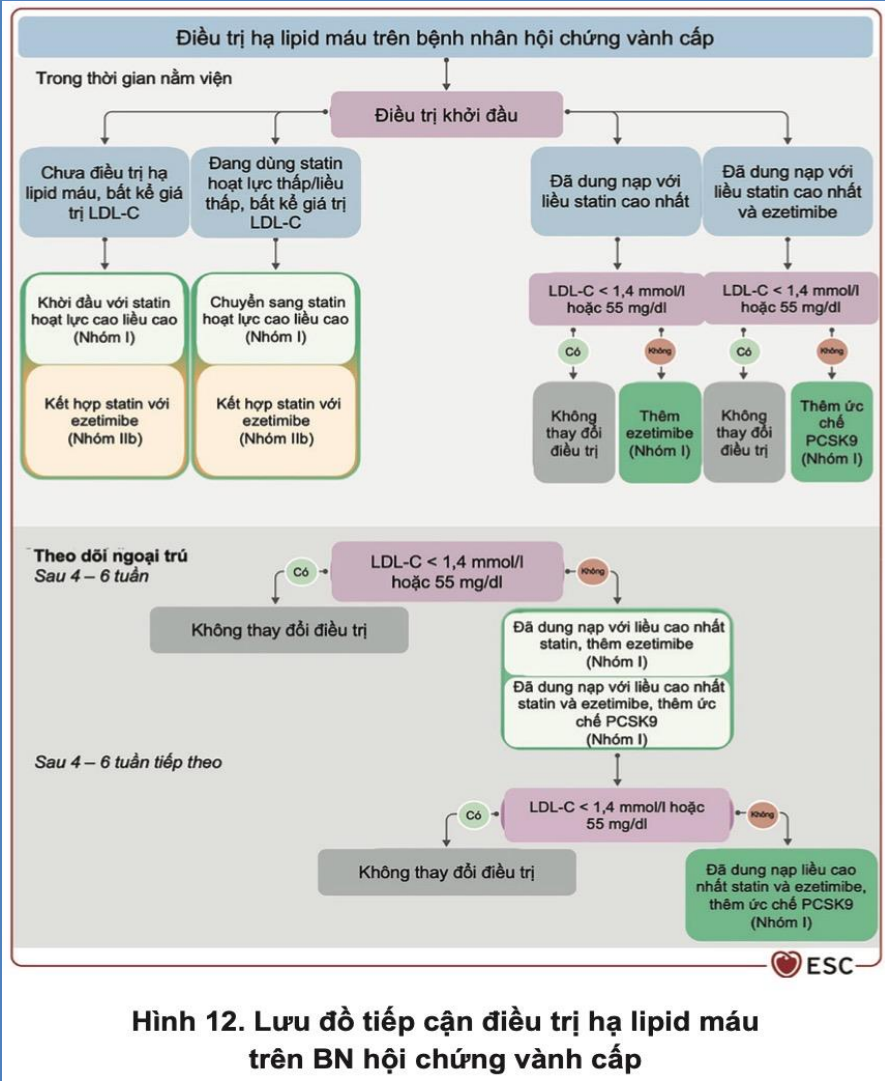 Điều trị hạ lipid máu trên bệnh nhân hội chứng vành cấp
Trong thời gian nằm viện
Điều trị khởi đầu
Chưa điều trị hạ
lipid máu, bất kể giá
trị LDL-C
Đang dùng statin
hoạt lực thấp/liều
thấp, bất kể giá trị
LDL-C
Đã dung nạp với
liều statin cao nhất
Đã dung nạp với
liều statin cao nhất
và ezetimibe
Khởi đầu với statin
hoạt lực cao liều cao
(Nhóm I)
Chuyển sang statin
hoạt lực cao liều cao
(Nhóm I)
LDL-C < 1,4 mmol/l
hoặc 55 mg/dl
LDL-C < 1,4 mmol/l
hoặc 55 mg/dl
Có
Không
Có
Không
Kết hợp statin với
ezetimibe
(Nhóm IIb)
Kết hợp statin với
ezetimibe
(Nhóm IIb)
Không
thay đổi
điều trị
Thêm
ezetimibe
(Nhóm I)
Không
thay đổi
điều trị
Thêm ức
chế
PCSK9
(Nhóm I)
Theo dõi ngoại trú
Sau 4 – 6 tuần
LDL-C < 1,4 mmol/l
hoặc 55 mg/dl
Có
Không
Không thay đổi điều trị
Đã dung nạp với liều cao nhất
statin, thêm ezetimibe
(Nhóm I)
Đã dung nạp với liều cao nhất
statin và ezetimibe, thêm ức
chế PCSK9
(Nhóm I)
Sau 4 – 6 tuần tiếp theo
LDL-C < 1,4 mmol/l hoặc
55 mg/dl
Có
Không
Không thay đổi điều trị
Đã dung nạp liều cao
nhất statin và ezetimibe,
thêm ức chế PCSK9
(Nhóm I)
ESC
Hình 12. Lưu đồ tiếp cận điều trị hạ lipid máu
trên BN hội chứng vành cấp